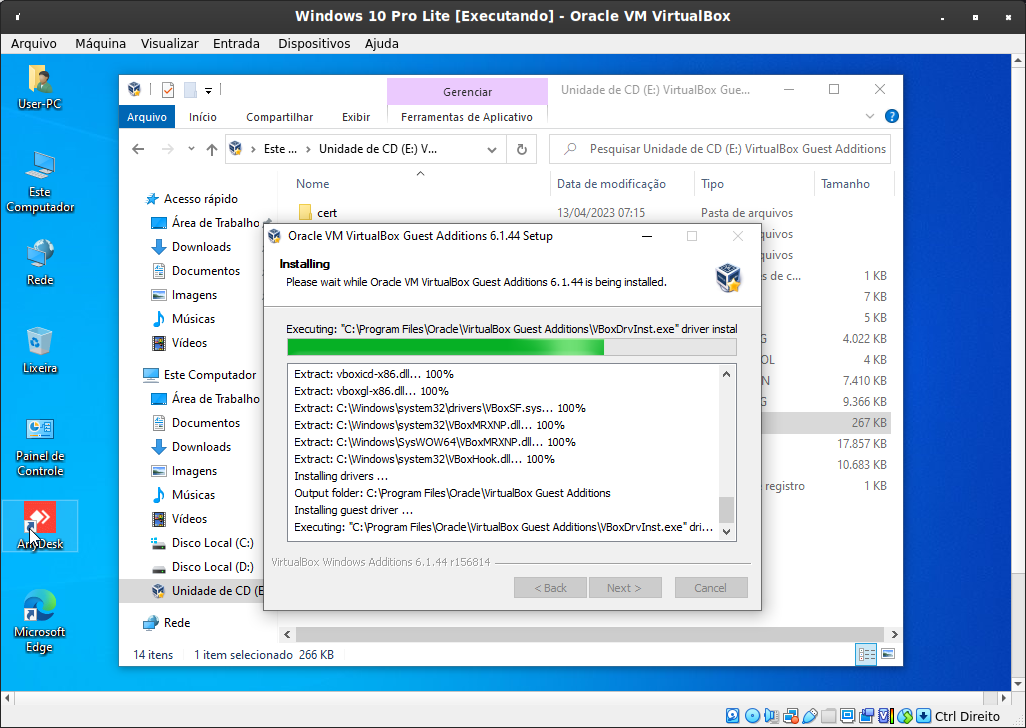 Windows 10 Pro Lite [Executando] - Oracle VM VirtualBox
Arquivo Máquina Visualizar Entrada Dispositivos Ajuda
User-PC
Este
Computador
Rede
Lixeira
Painel de
Controle
AnyDesk
Microsoft
Edge
Gerenciar
Unidade de CD (E:) VirtualBox Gue...
Arquivo Início Compartilhar Exibir Ferramentas de Aplicativo
Este ... Unidade de CD (E:) V...
Pesquisar Unidade de CD (E:) VirtualBox Guest Additions
Nome Data de modificação Tipo Tamanho
cert 13/04/2023 07:15 Pasta de arquivos
Acesso rápido
Área de Trabalho
Downloads
Documentos
Imagens
Músicas
Vídeos
Este Computador
Área de Trabalho
Documentos
Downloads
Imagens
Músicas
Vídeos
Disco Local (C:)
Disco Local (D:)
Unidade de CD (E
Rede
quivos
quivos
s de c... 1 KB
7 KB
5 KB
G 4.022 KB
OL 4 KB
N 7.410 KB
G 9.366 KB
267 KB
17.857 KB
10.683 KB
registro 1 KB
Oracle VM VirtualBox Guest Additions 6.1.44 Setup
Installing
Please wait while Oracle VM VirtualBox Guest Additions 6.1.44 is being installed.
Executing: "C:\Program Files\Oracle\VirtualBox Guest Additions\VBoxDrvInst.exe" driver instal
Extract: vboxicd-x86.dll... 100%
Extract: vboxgl-x86.dll... 100%
Extract: C:\Windows\system32\drivers\VBoxSF.sys... 100%
Extract: C:\Windows\system32\VBoxMRXNP.dll... 100%
Extract: C:\Windows\SysWOW64\VBoxMRXNP.dll... 100%
Extract: C:\Windows\system32\VBoxHook.dll... 100%
Installing drivers ...
Output folder: C:\Program Files\Oracle\VirtualBox Guest Additions
Installing guest driver ...
Executing: "C:\Program Files\Oracle\VirtualBox Guest Additions\VBoxDrvInst.exe" dri...
VirtualBox Windows Additions 6.1.44 r156814
< Back Next > Cancel
14 itens 1 item selecionado 266 KB
Ctrl Direito